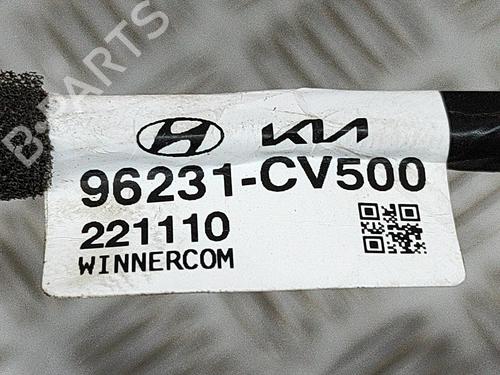 B-PARTS
KIA
96231-CV500
221110
WINNERCOM